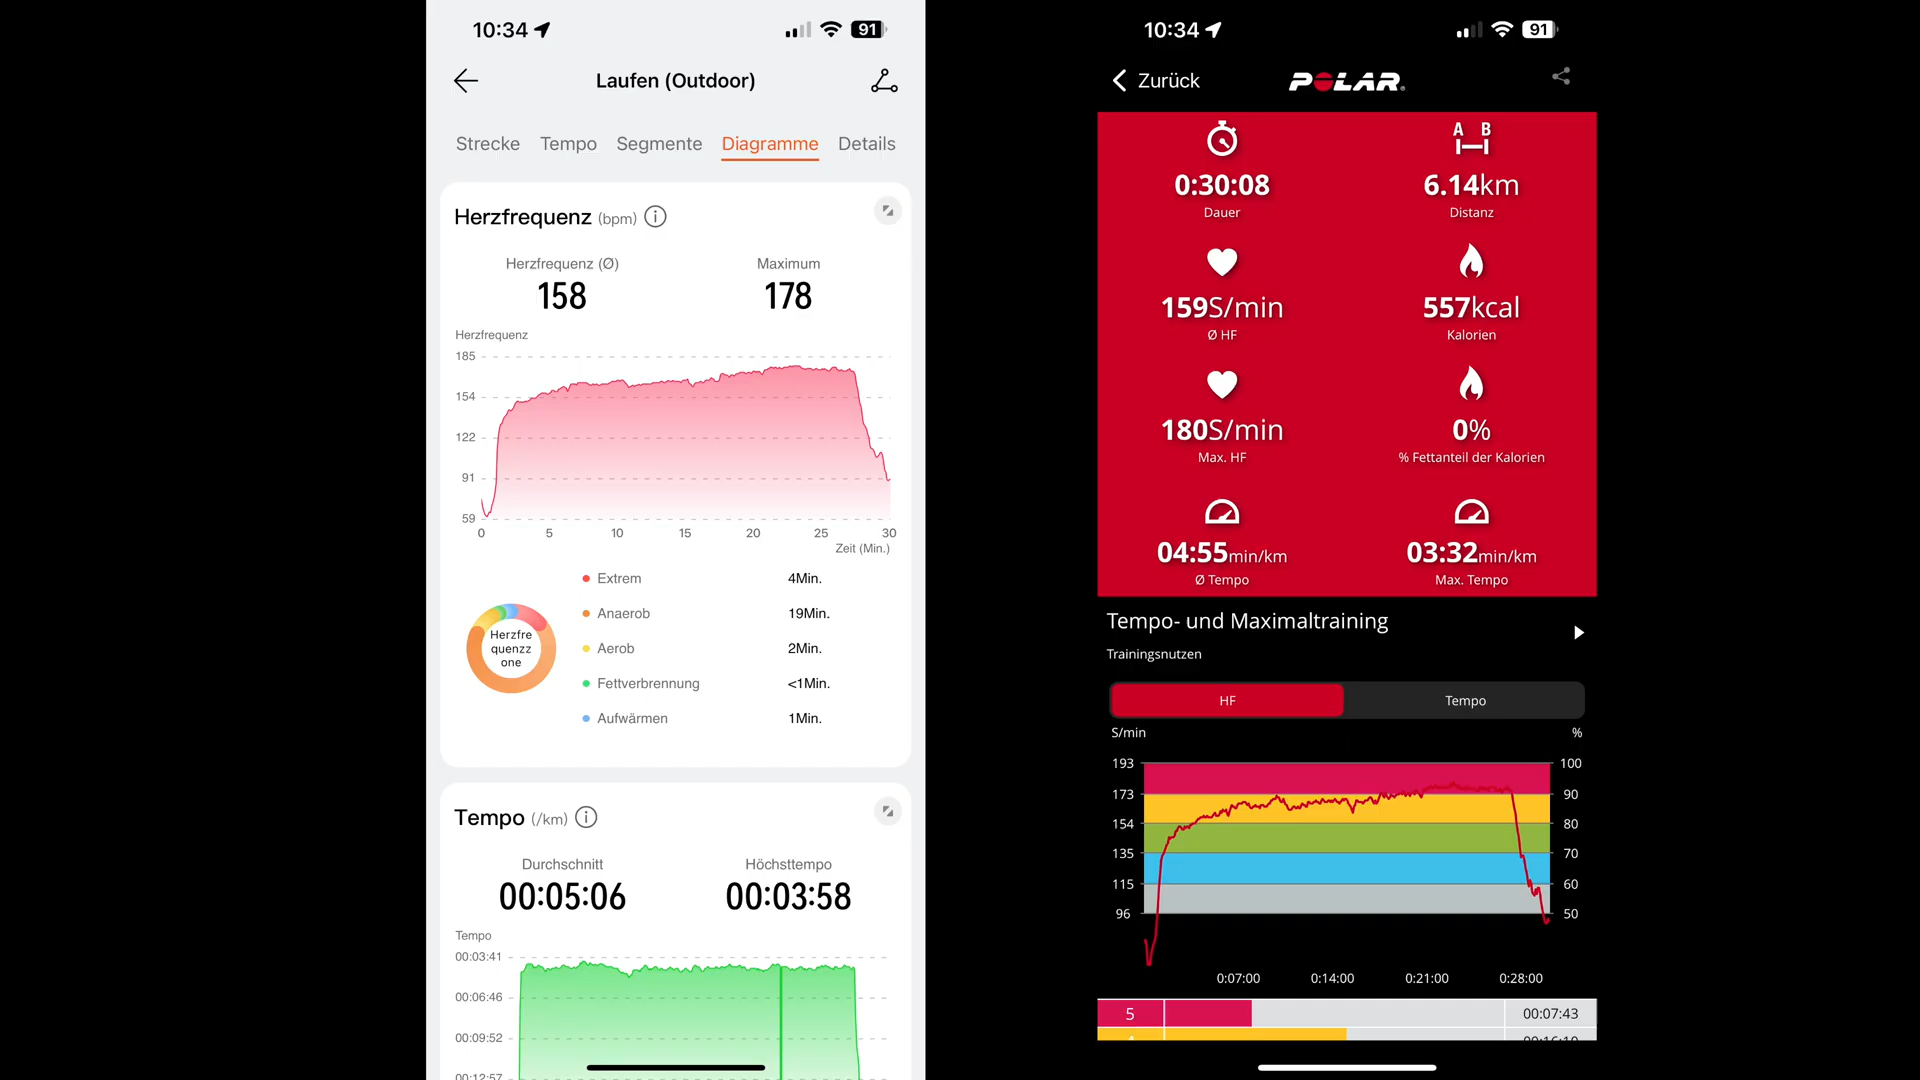 10:34
91
Laufen (Outdoor)
Strecke Tempo Segmente Diagramme Details
Herzfrequenz (bpm)
Herzfrequenz (Ø) Maximum
158 178
Herzfrequenz
185
154
122
91
59
0 5 10 15 20 25 30
Zeit (Min.)
Extrem 4Min.
Anaerob 19Min.
Aerob 2Min.
Fettverbrennung <1Min.
Aufwärmen 1Min.
Herzfre
quenzz
one
Tempo (/km)
Durchschnitt Höchsttempo
00:05:06 00:03:58
Tempo
00:03:41
00:06:46
00:09:52
00:12:57
10:34
91
Zurück POLAR
A B
0:30:08 6.14km
Dauer Distanz
159S/min 557kcal
Ø HF Kalorien
180S/min 0%
Max. HF % Fettanteil der Kalorien
04:55min/km 03:32min/km
Ø Tempo Max. Tempo
Tempo- und Maximaltraining
Trainingsnutzen
HF Tempo
S/min %
193 100
173 90
154 80
135 70
115 60
96 50
0:07:00 0:14:00 0:21:00 0:28:00
5 00:07:43